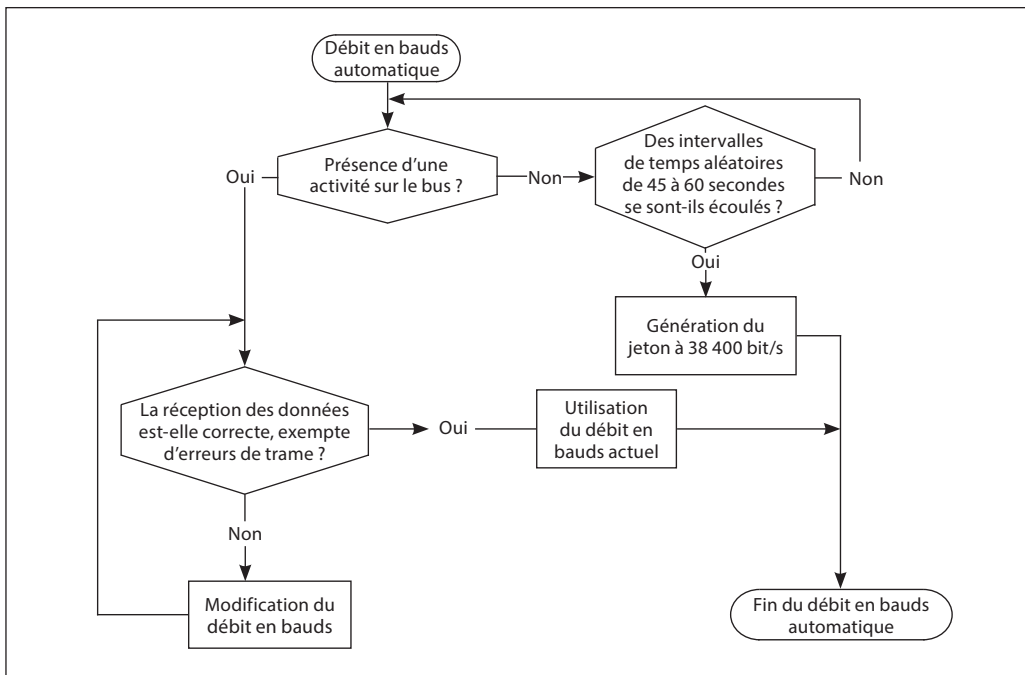 Débit en bauds
automatique
Présence d'une
activité sur le bus ?
Oui
Non
Des intervalles
de temps aléatoires
de 45 à 60 secondes
se sont-ils écoulés ?
Non
Oui
Génération du
jeton à 38 400 bit/s
La réception des données
est-elle correcte, exempte
d'erreurs de trame ?
Oui
Utilisation
du débit en
bauds actuel
Non
Modification du
débit en bauds
Fin du débit en bauds
automatique